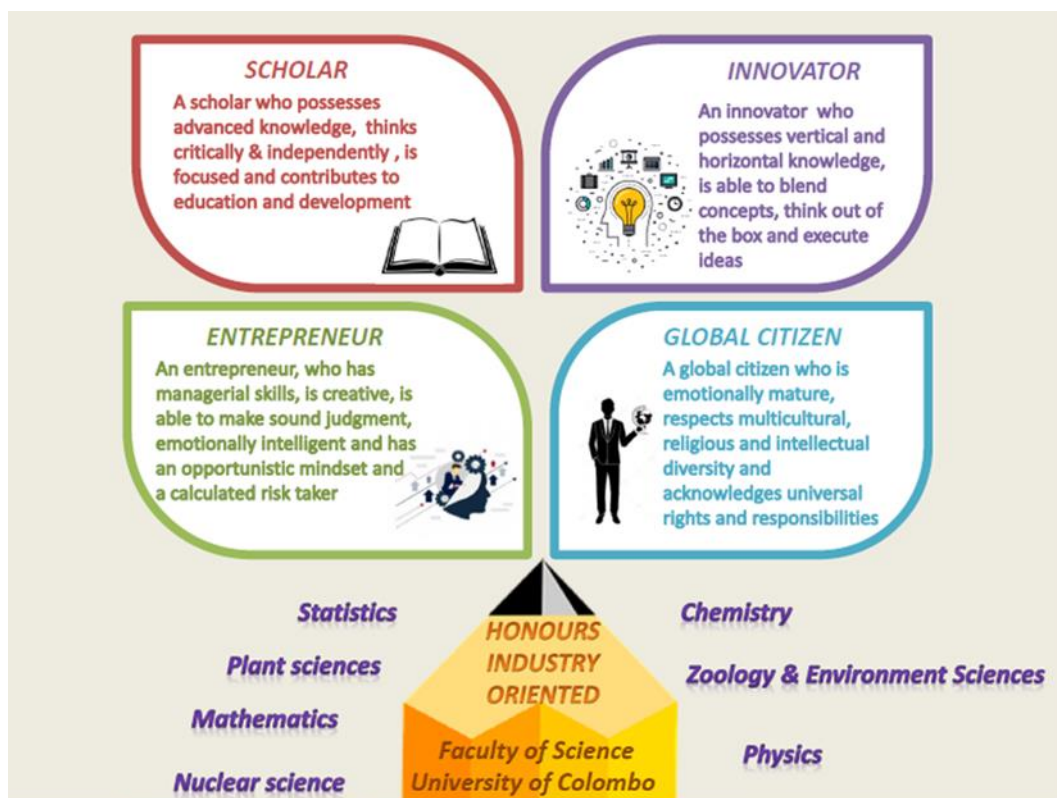 SCHOLAR
A scholar who possesses
advanced knowledge, thinks
critically & independently , is
focused and contributes to
education and development
INNOVATOR
An innovator who
possesses vertical and
horizontal knowledge,
is able to blend
concepts, think out of
the box and execute
ideas
ENTREPRENEUR
An entrepreneur, who has
managerial skills, is creative, is
able to make sound judgment,
emotionally intelligent and has
an opportunistic mindset and
a calculated risk taker
GLOBAL CITIZEN
A global citizen who is
emotionally mature,
respects multicultural,
religious and intellectual
diversity and
acknowledges universal
rights and responsibilities
Statistics
Plant sciences
Mathematics
Nuclear science
HONOURS
INDUSTRY
ORIENTED
Faculty of Science
University of Colombo
Chemistry
Zoology & Environment Sciences
Physics